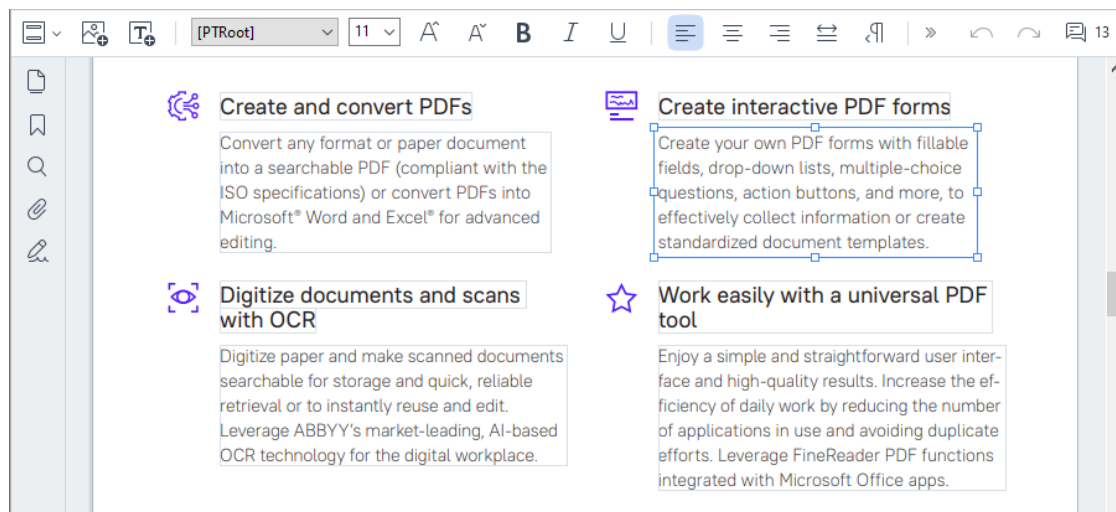 [PTRoot]
11
B
I
U
13
Create and convert PDFs
Convert any format or paper document
into a searchable PDF (compliant with the
ISO specifications) or convert PDFs into
Microsoft® Word and Excel® for advanced
editing.
Create interactive PDF forms
Create your own PDF forms with fillable
fields, drop-down lists, multiple-choice
questions, action buttons, and more, to
effectively collect information or create
standardized document templates.
Digitize documents and scans
with OCR
Digitize paper and make scanned documents
searchable for storage and quick, reliable
retrieval or to instantly reuse and edit.
Leverage ABBYY's market-leading, AI-based
OCR technology for the digital workplace.
Work easily with a universal PDF
tool
Enjoy a simple and straightforward user inter-
face and high-quality results. Increase the ef-
ficiency of daily work by reducing the number
of applications in use and avoiding duplicate
efforts. Leverage FineReader PDF functions
integrated with Microsoft Office apps.